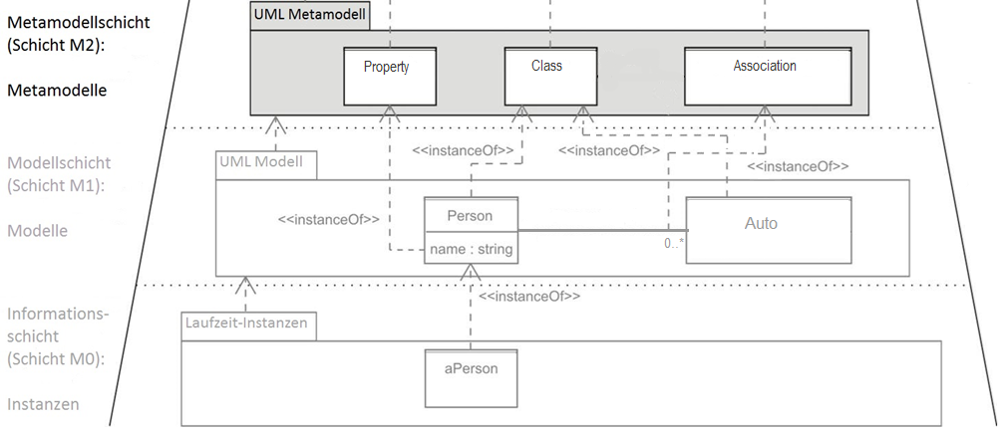 Metamodellschicht
(Schicht M2):
Metamodelle
UML Metamodell
Property
Class
Association
Modellschicht
(Schicht M1):
Modelle
UML Modell
<<instanceOf>>
<<instanceOf>>
<<instanceOf>>
<<instanceOf>>
Person
name : string
0..*
Auto
Informations-
schicht
(Schicht M0):
Instanzen
Laufzeit-Instanzen
<<instanceOf>>
aPerson